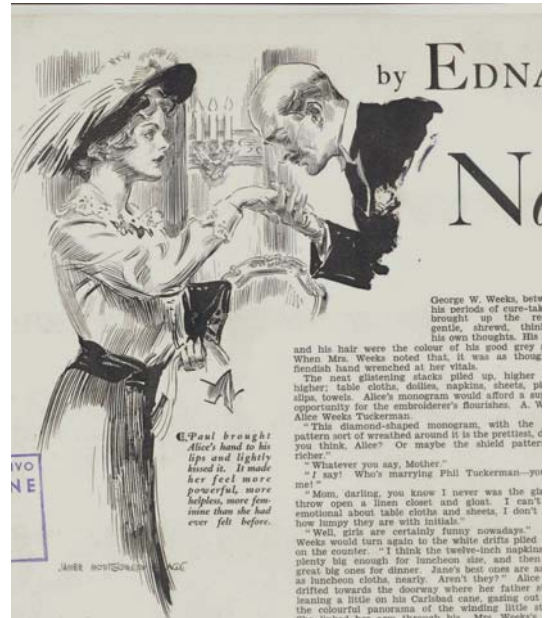 by EDNA
No
George W. Weeks, betw
his periods of cure-tak
brought up the re
gentle, shrewd, think
his own thoughts. His
and his hair were the colour of his good grey s
When Mrs. Weeks noted that, it was as thoug
fiendish hand wrenched at her vitals.
The neat glistening stacks piled up, higher
higher; table cloths, doilies, napkins, sheets, pi
slips, towels. Alice's monogram would afford a su
opportunity for the embroiderer's flourishes. A. W
Alice Weeks Tuckerman.
"This diamond-shaped monogram, with the
pattern sort of wreathed around it is the prettiest, d
you think, Alice? Or maybe the shield patter
richer."
"Whatever you say, Mother."
"I say! Who's marrying Phil Tuckerman—you
me!"
"Mom, darling, you know I never was the gir
throw open a linen closet and gloat. I can't
emotional about table cloths and sheets, I don't
how lumpy they are with initials."
"Well, girls are certainly funny nowadays."
Weeks would turn again to the white drifts piled
on the counter. "I think the twelve-inch napkins
plenty big enough for luncheon size, and then
great big ones for dinner. Jane's best ones are as
as luncheon cloths, nearly. Aren't they?" Alice
drifted towards the doorway where her father s
leaning a little on his Carlsbad cane, gazing out
the colourful panorama of the winding little st
Paul brought
Alice's hand to his
lips and lightly
kissed it. It made
her feel more
powerful, more
helpless, more fem-
inine than she had
ever felt before.
IVO
NE
JAMES MONTGOMERY FLAGG